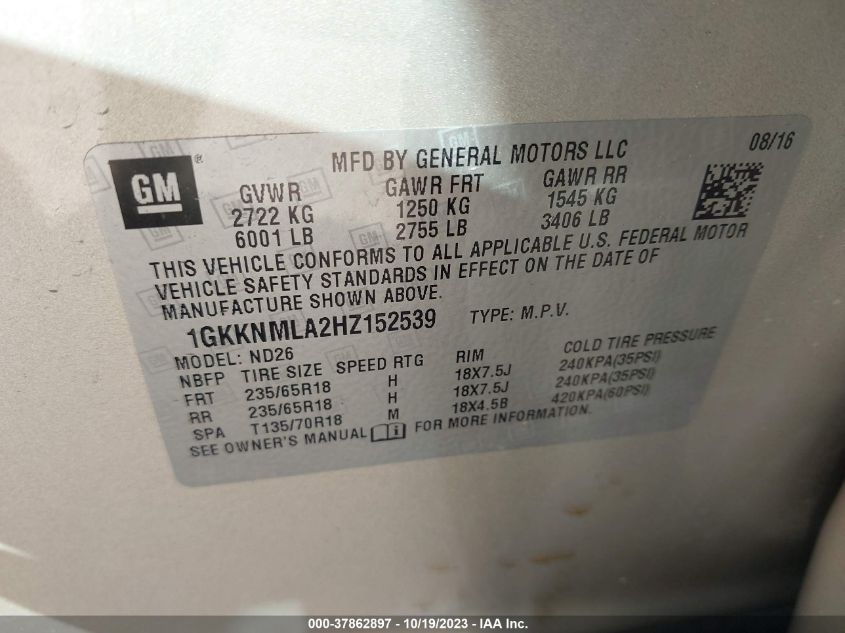 GM
®
MFD BY GENERAL MOTORS LLC 08/16
GVWR GAWR FRT GAWR RR
2722 KG 1250 KG 1545 KG
6001 LB 2755 LB 3406 LB
THIS VEHICLE CONFORMS TO ALL APPLICABLE U.S. FEDERAL MOTOR
VEHICLE SAFETY STANDARDS IN EFFECT ON THE DATE OF
MANUFACTURE SHOWN ABOVE.
1GKKNMLA2HZ152539 TYPE: M.P.V.
MODEL: ND26
NBFP TIRE SIZE SPEED RTG RIM COLD TIRE PRESSURE
FRT 235/65R18 H 18X7.5J 240KPA(35PSI)
RR 235/65R18 H 18X7.5J 240KPA(35PSI)
SPA T135/70R18 M 18X4.5B 420KPA(60PSI)
SEE OWNER'S MANUAL FOR MORE INFORMATION.
000-37862897 - 10/19/2023 - IAA Inc.